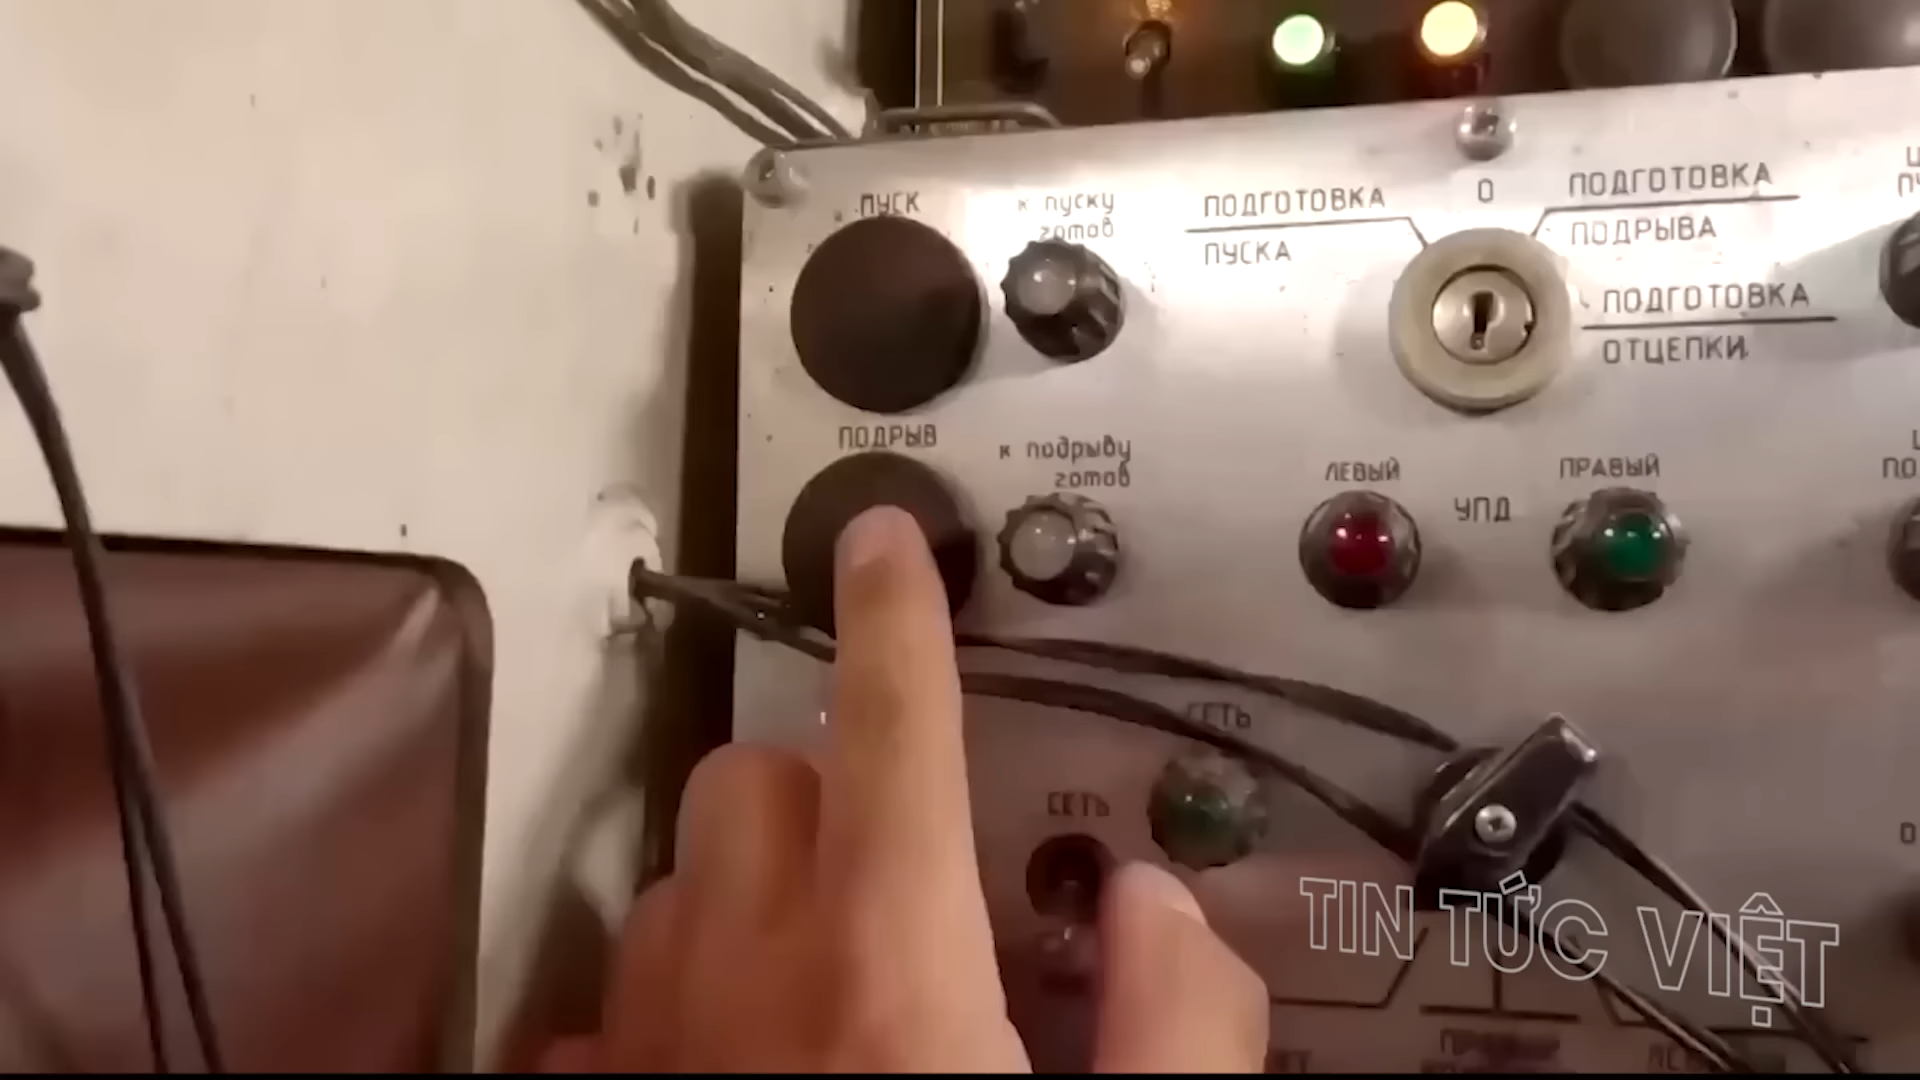 ПУСК
к пуску
готов
ПОДГОТОВКА
ПУСКА
0
ПОДГОТОВКА
ПОДРЫВА
ПОДГОТОВКА
ОТЦЕПКИ
ПОДРЫВ
к подрыву
готов
ЛЕВЫЙ
УПД
ПРАВЫЙ
СЕТЬ
СЕТЬ
TIN TỨC VIỆT